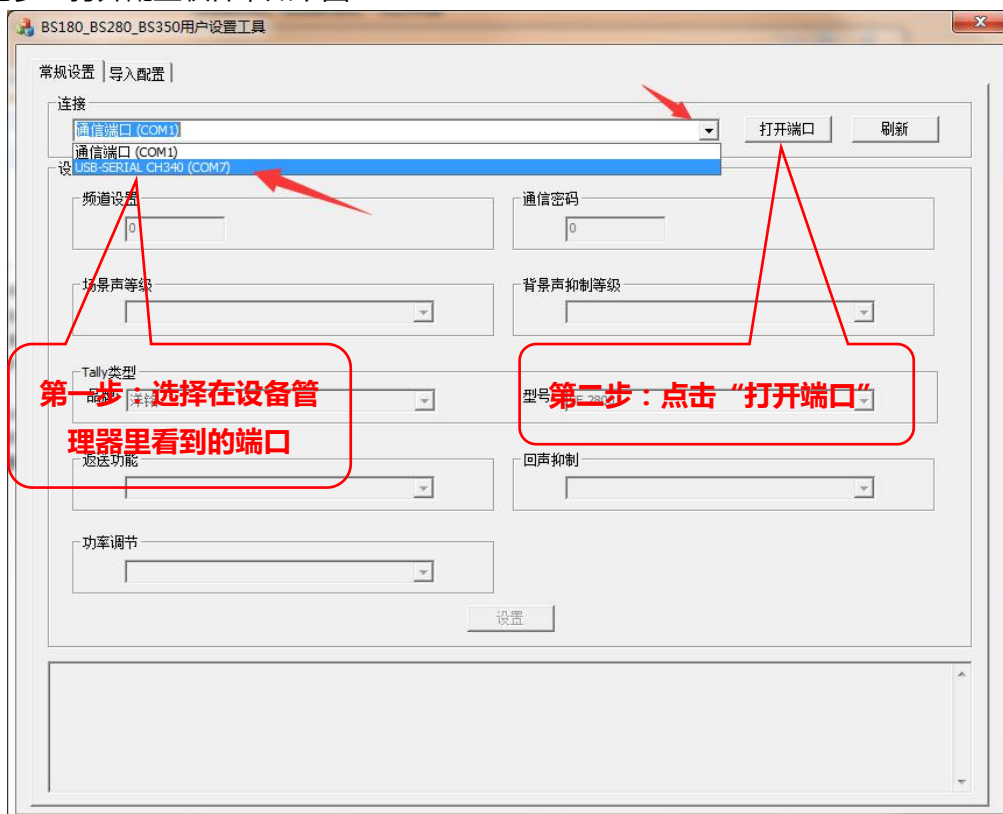 BS180_BS280_BS350用户设置工具
常规设置 导入配置
连接
通信端口 (COM1)
打开端口 刷新
通信端口 (COM1)
USB-SERIAL CH340 (COM7)
频道设置 通信密码
0 0
场景声等级 背景声抑制等级
Tally类型
型号
第一步：选择在设备管
理器里看到的端口
第二步：点击“打开端口”
返送功能 回声抑制
功率调节
设置